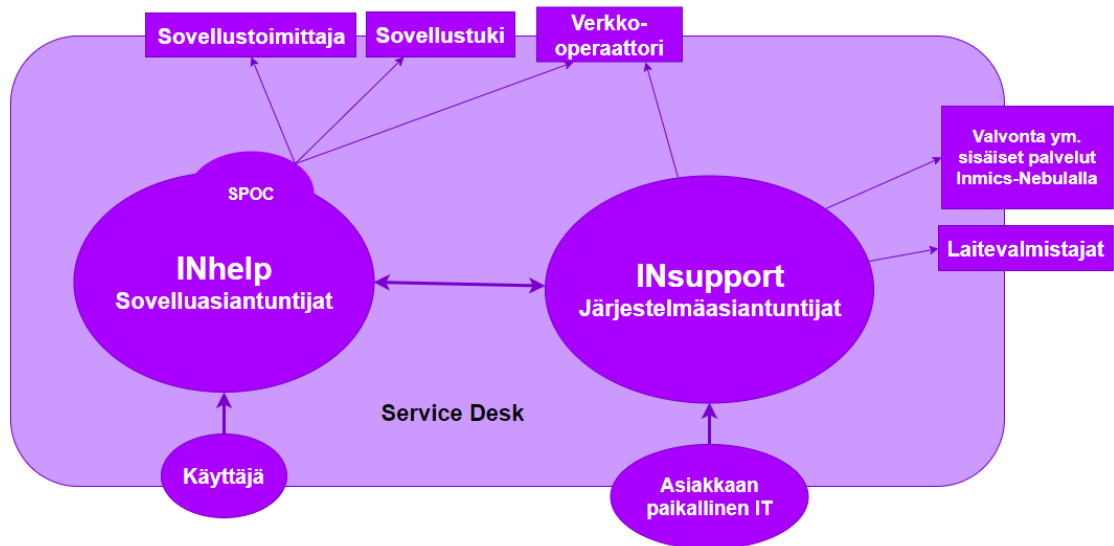 Sovellustoimittaja
Sovellustuki
Verkko-
operaattori
Valvonta ym.
sisäiset palvelut
Inmics-Nebulalla
SPOC
INhelp
Sovelluasiantuntijat
INsupport
Järjestelmäasiantuntijat
Laitevalmistajat
Service Desk
Käyttäjä
Asiakkaan
paikallinen IT